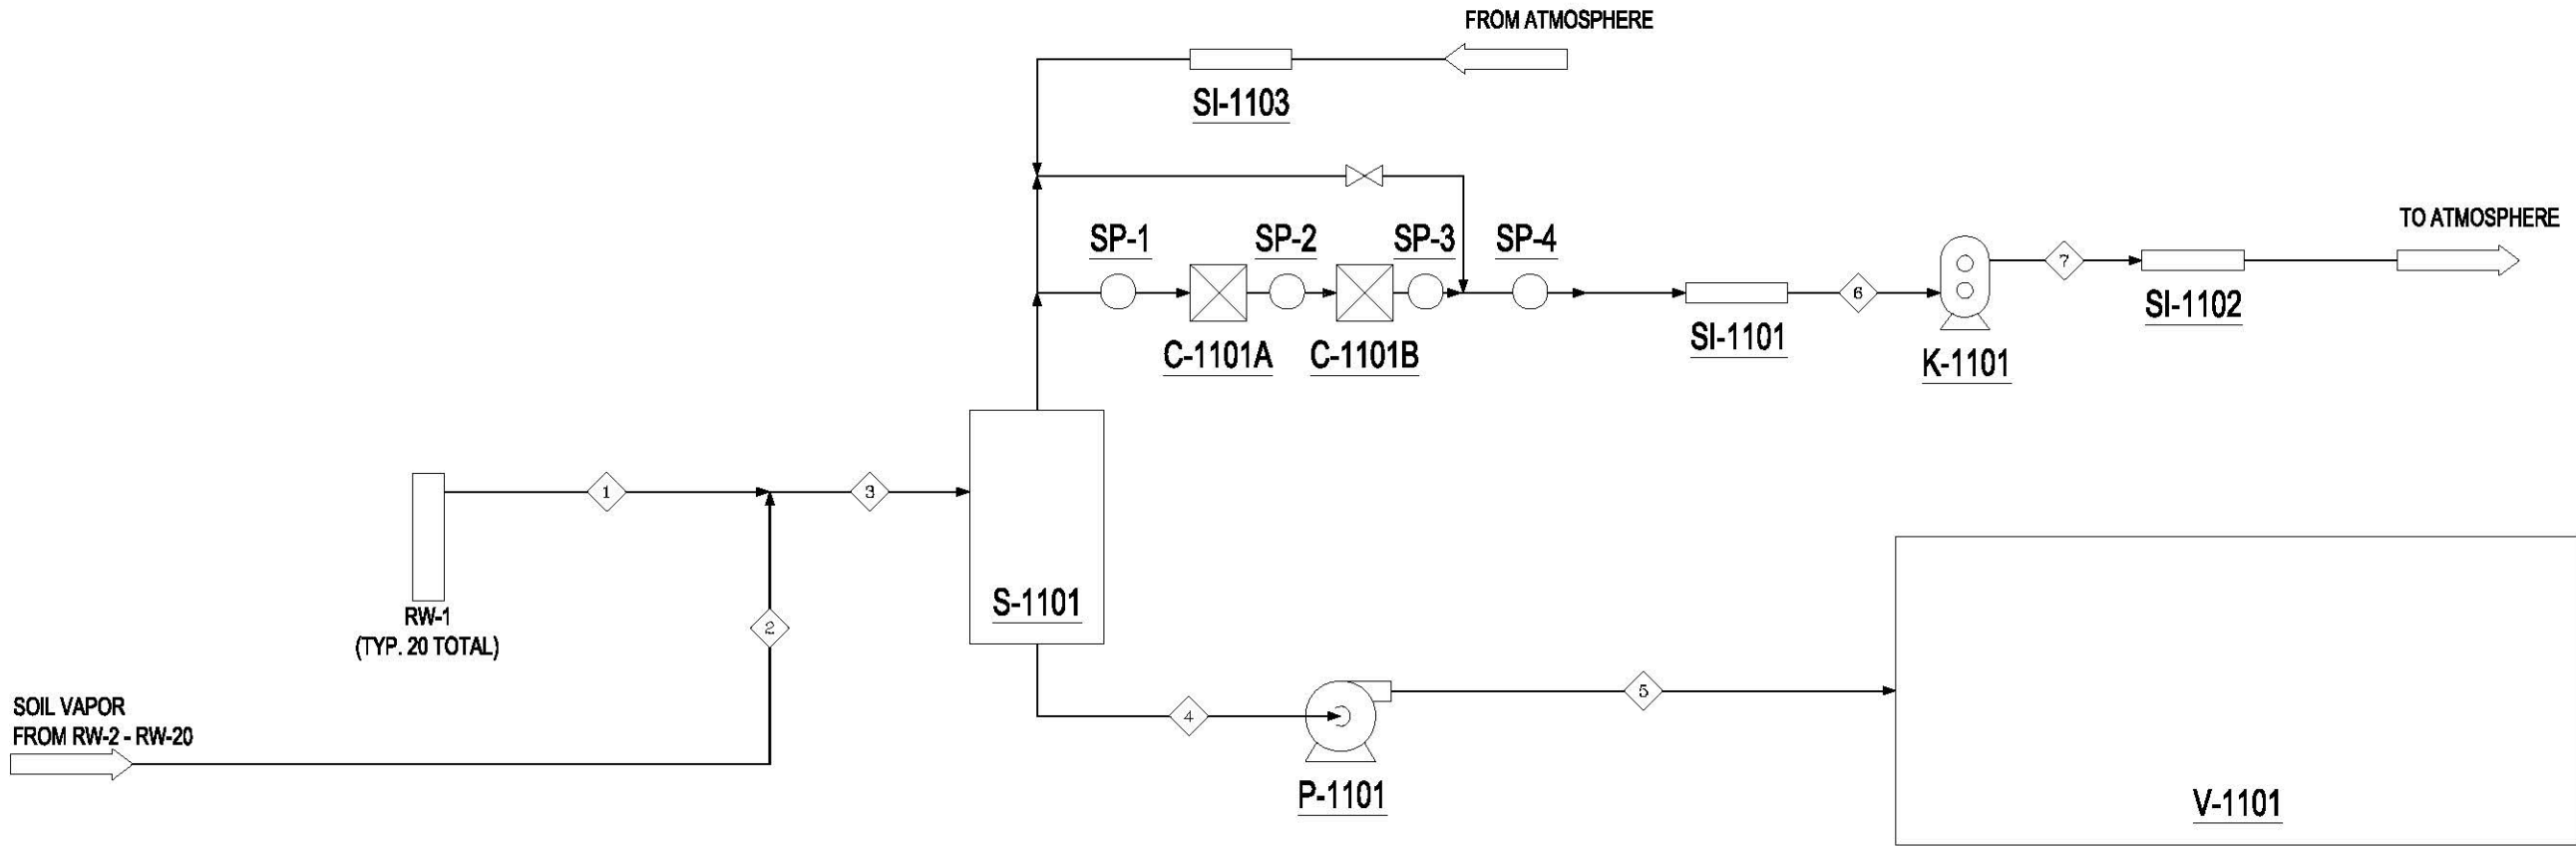 FROM ATMOSPHERE
SI-1103
SP-1
SP-2
SP-3
SP-4
TO ATMOSPHERE
7
6
SI-1102
SI-1101
C-1101A
C-1101B
K-1101
1
3
S-1101
RW-1
(TYP. 20 TOTAL)
2
SOIL VAPOR
FROM RW-2 - RW-20
4
5
P-1101
V-1101